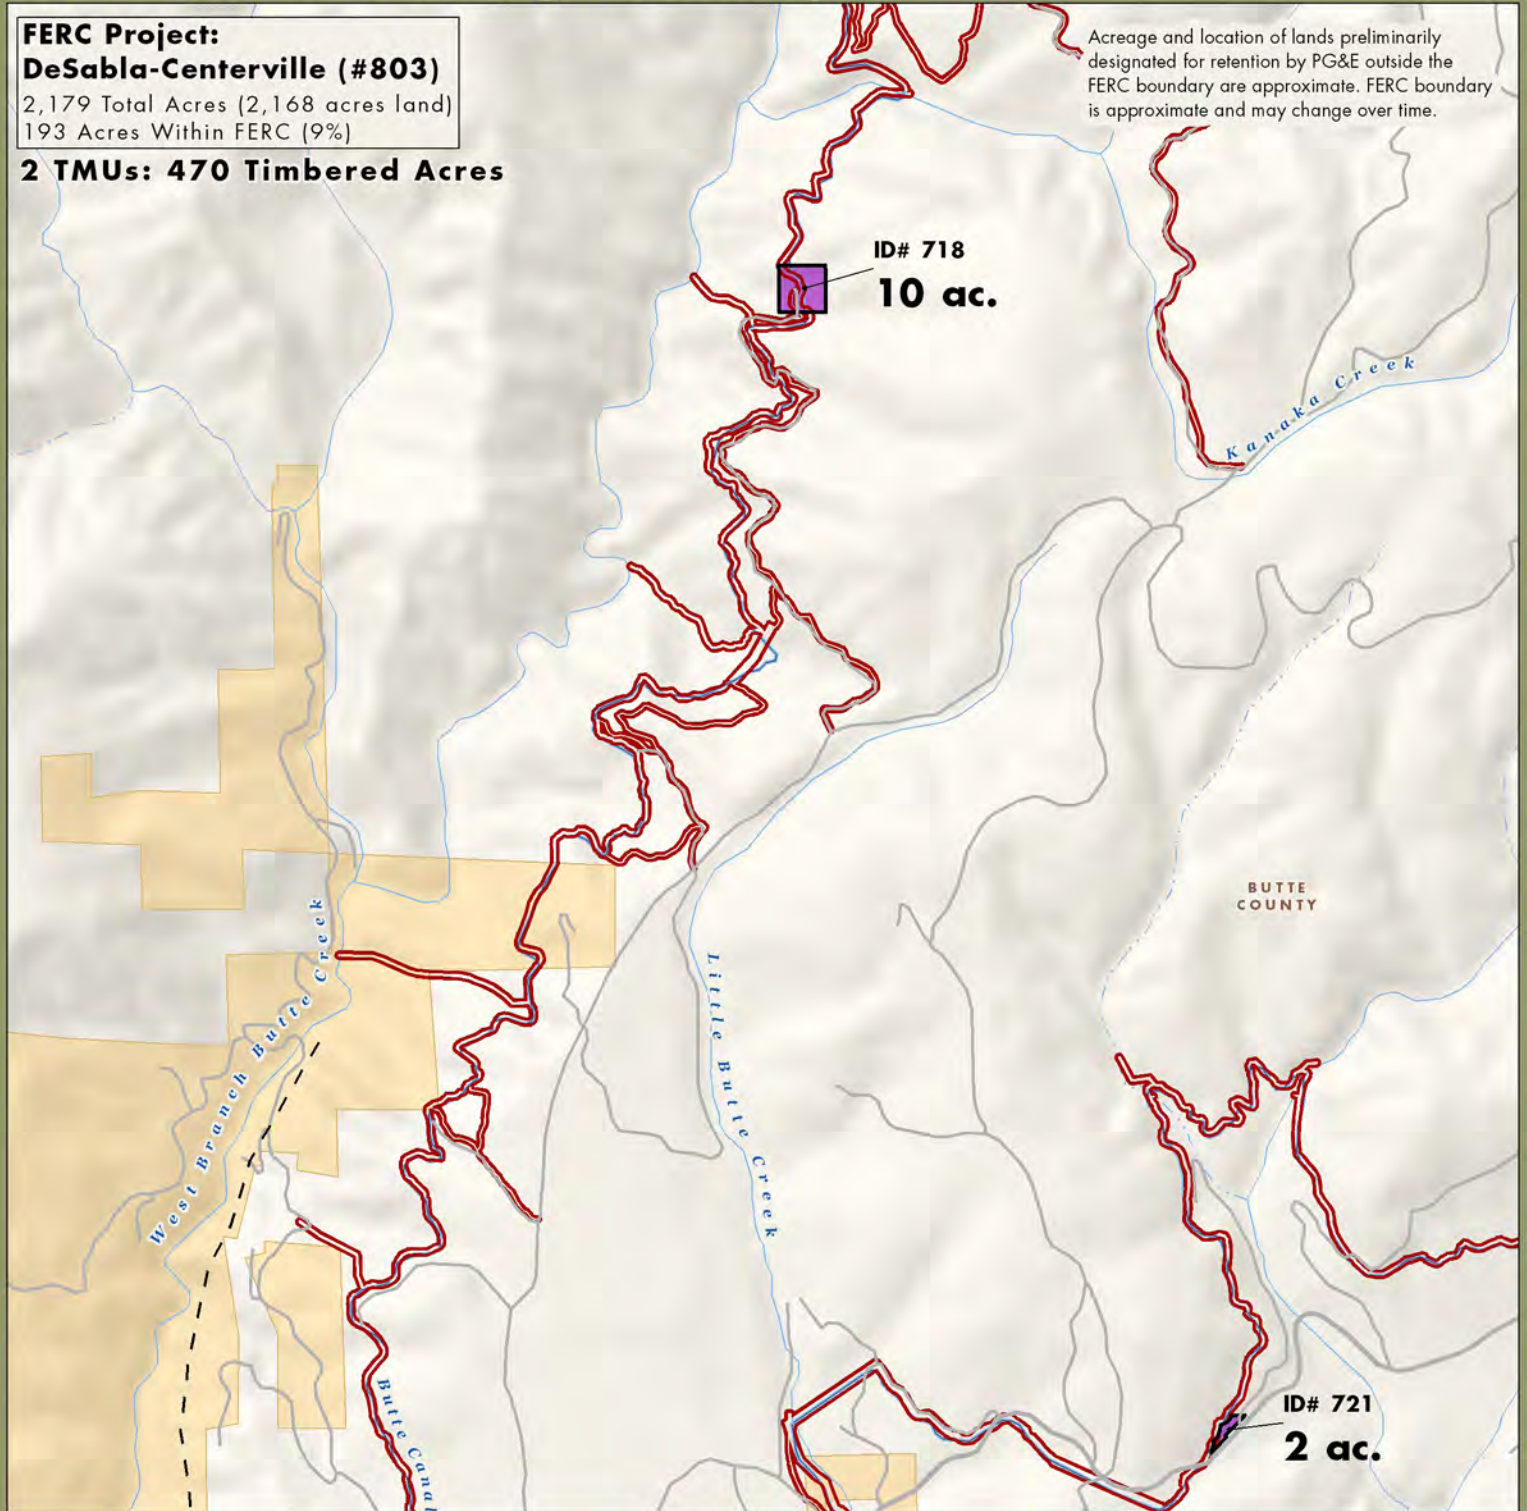 FERC Project:
DeSabla-Centerville (#803)
2,179 Total Acres (2,168 acres land)
193 Acres Within FERC (9%)
2 TMUs: 470 Timbered Acres
Acreage and location of lands preliminarily
designated for retention by PG&E outside the
FERC boundary are approximate. FERC boundary
is approximate and may change over time.
ID# 718
10 ac.
Kanaka Creek
BUTTE
COUNTY
West Branch Butte Creek
Little Butte Creek
Butte Canal
ID# 721
2 ac.